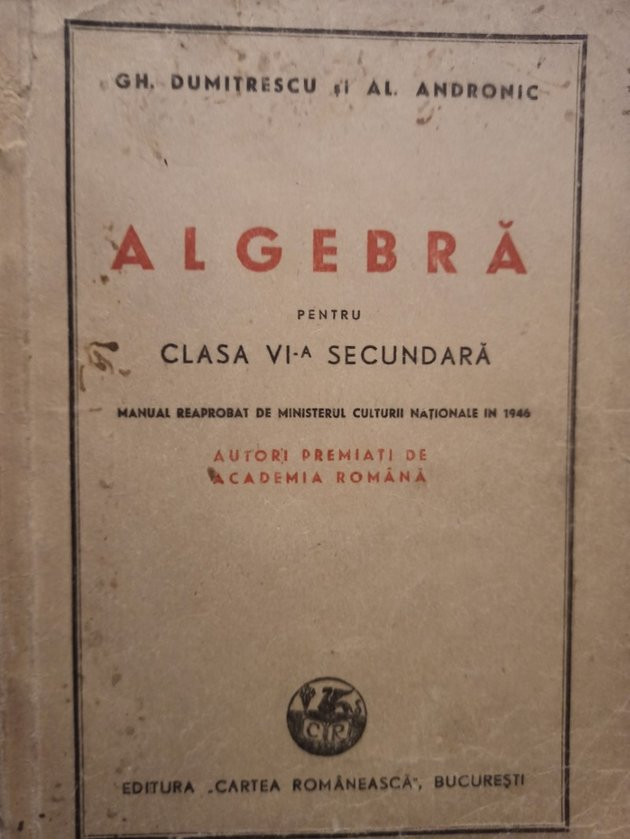 GH. DUMITRESCU și AL. ANDRONIC
ALGEBRĂ
PENTRU
CLASA VI-A SECUNDARĂ
MANUAL REAPROBAT DE MINISTERUL CULTURII NAȚIONALE IN 1946
AUTORI PREMIAȚI DE
ACADEMIA ROMÂNĂ
CR
EDITURA „CARTEA ROMÂNEASCĂ", BUCUREȘTI